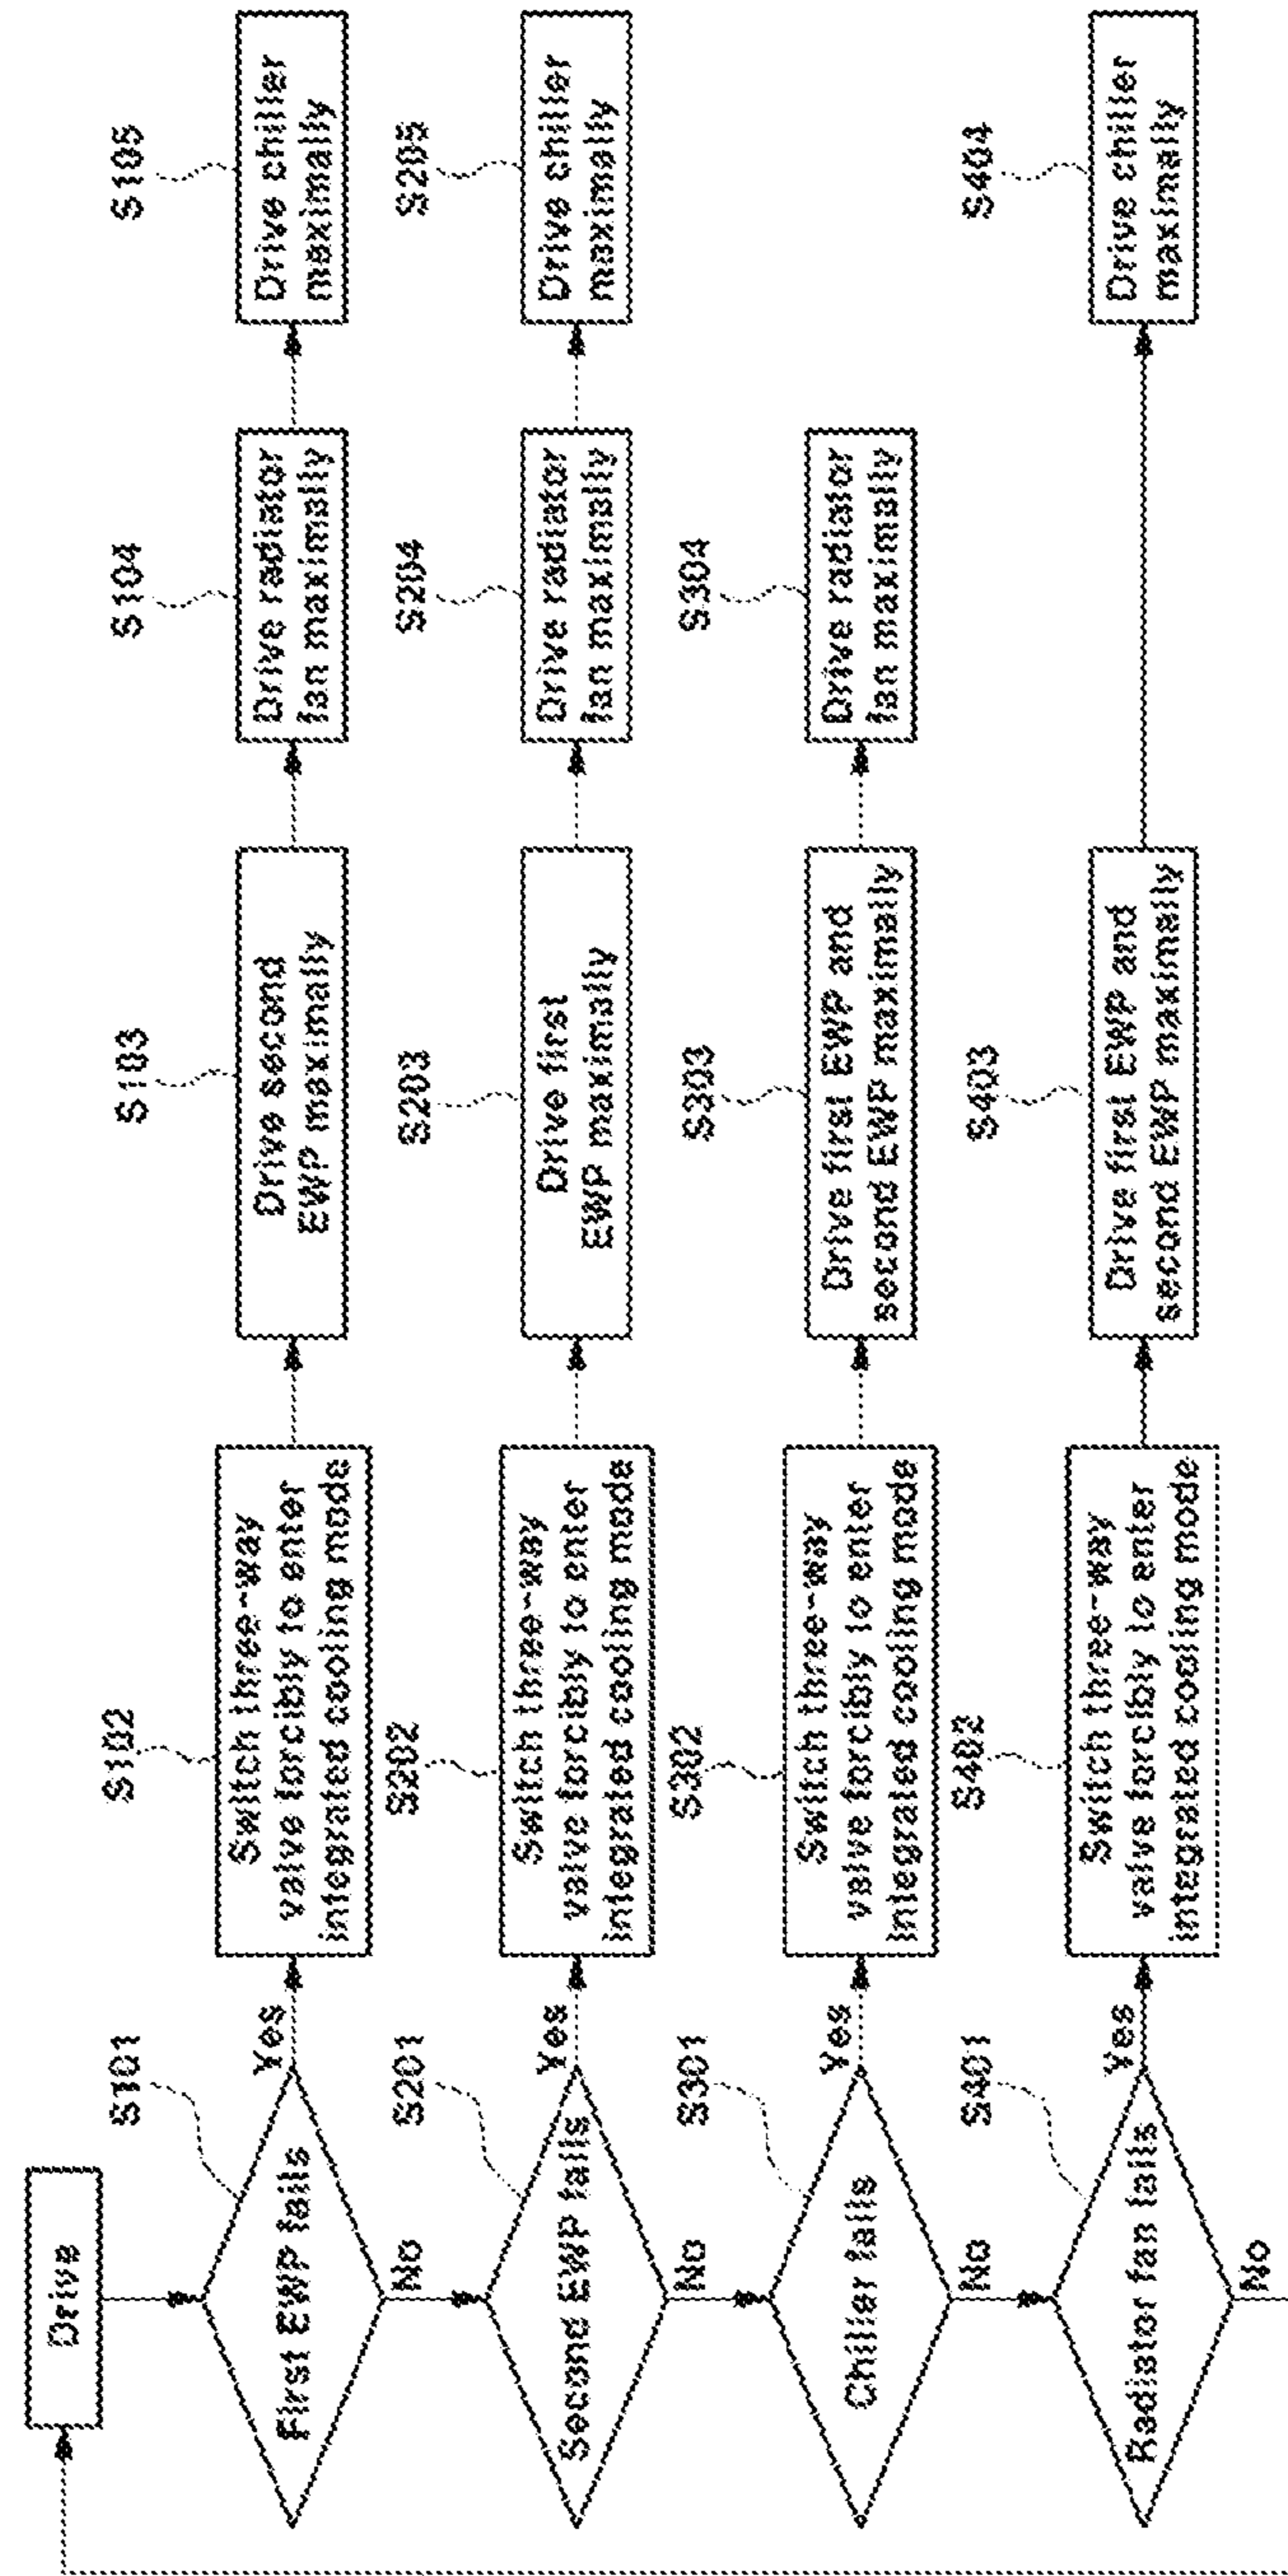 Drive
S101
First EWP fails
Yes
No
S102
Switch three-way
valve forcibly to enter
integrated cooling mode
S103
Drive second
EWP maximally
S104
Drive radiator
fan maximally
S105
Drive chiller
maximally
S201
Second EWP fails
Yes
No
S202
Switch three-way
valve forcibly to enter
integrated cooling mode
S203
Drive first
EWP maximally
S204
Drive radiator
fan maximally
S205
Drive chiller
maximally
S301
Chiller fails
Yes
No
S302
Switch three-way
valve forcibly to enter
integrated cooling mode
S303
Drive first EWP and
second EWP maximally
S304
Drive radiator
fan maximally
S401
Radiator fan fails
Yes
No
S402
Switch three-way
valve forcibly to enter
integrated cooling mode
S403
Drive first EWP and
second EWP maximally
S404
Drive chiller
maximally